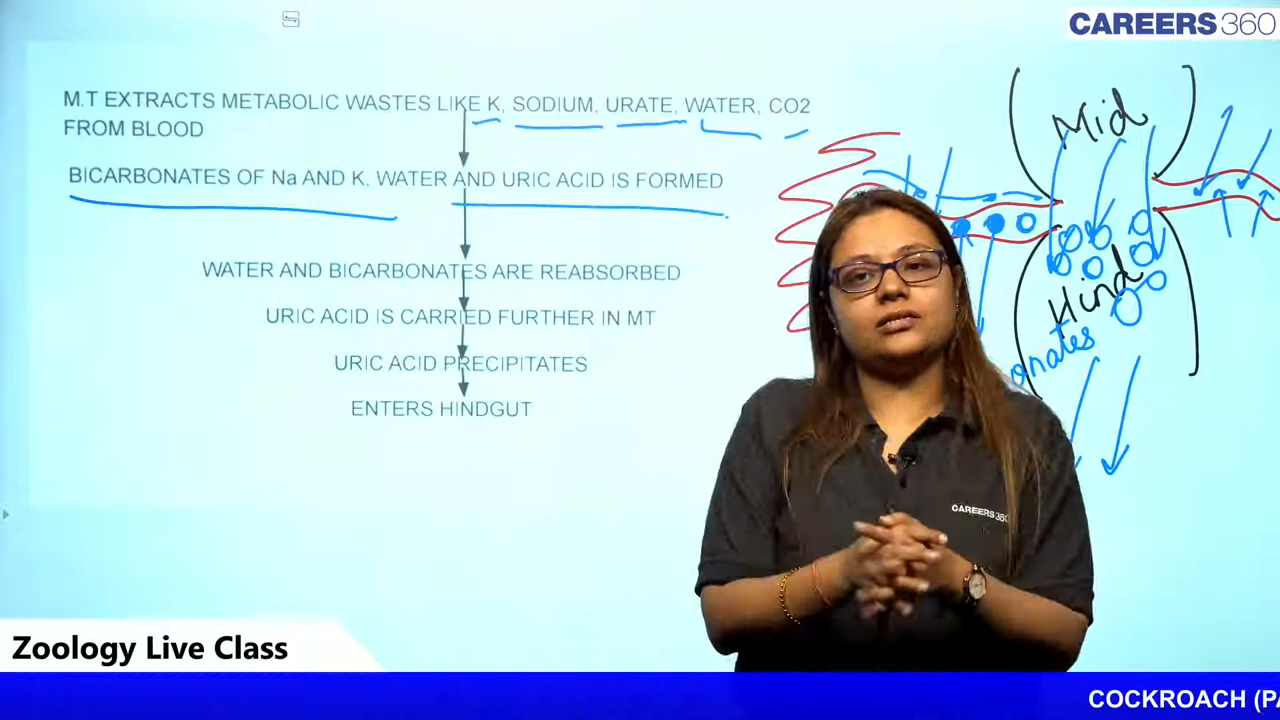 CAREERS360
M.T EXTRACTS METABOLIC WASTES LIKE K, SODIUM, URATE, WATER, CO2
FROM BLOOD
BICARBONATES OF Na AND K, WATER AND URIC ACID IS FORMED
WATER AND BICARBONATES ARE REABSORBED
URIC ACID IS CARRIED FURTHER IN MT
URIC ACID PRECIPITATES
ENTERS HINDGUT
Mid
Hind
onates
CAREERS360
Zoology Live Class
COCKROACH (PA